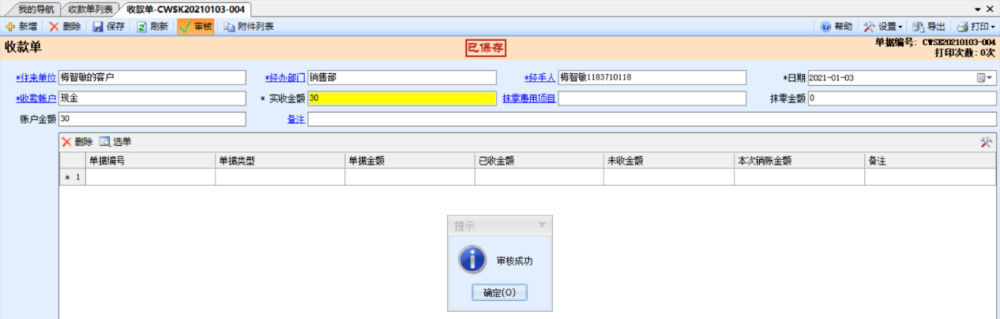 我的导航 收款单列表 收款单-CWSK20210103-004
新增 删除 保存 刷新 审核 附件列表 帮助 设置 导出 打印
收款单 已保存 单据编号: CWSK20210103-004
打印次数:0次
*往来单位 梅智敏的客户 *经办部门 销售部 *经手人 梅智敏1183710118 *日期 2021-01-03
*收款帐户 现金 * 实收金额 30 抹零费用项目 抹零金额 0
账户金额 30 备注
删除 选单
单据编号 单据类型 单据金额 已收金额 未收金额 本次销账金额 备注
1
提示
审核成功
确定(O)